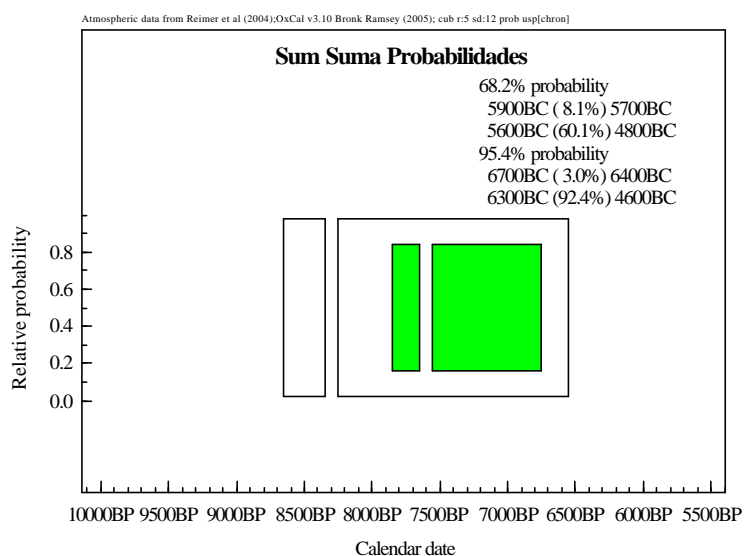 Atmospheric data from Reimer et al (2004);OxCal v3.10 Bronk Ramsey (2005); cub r:5 sd:12 prob usp[chron]
Sum Suma Probabilidades
68.2% probability
5900BC ( 8.1%) 5700BC
5600BC (60.1%) 4800BC
95.4% probability
6700BC ( 3.0%) 6400BC
6300BC (92.4%) 4600BC
Relative probability
0.8
0.6
0.4
0.2
0.0
10000BP 9500BP 9000BP 8500BP 8000BP 7500BP 7000BP 6500BP 6000BP 5500BP
Calendar date